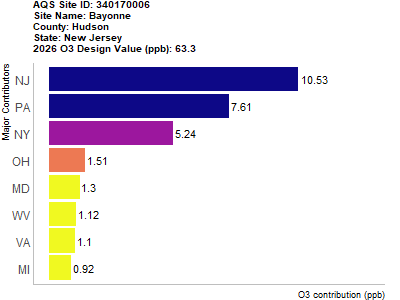 AQS Site ID: 340170006
Site Name: Bayonne
County: Hudson
State: New Jersey
2026 O3 Design Value (ppb): 63.3
Major Contributors
NJ 10.53
PA 7.61
NY 5.24
OH 1.51
MD 1.3
WV 1.12
VA 1.1
MI 0.92
O3 contribution (ppb)